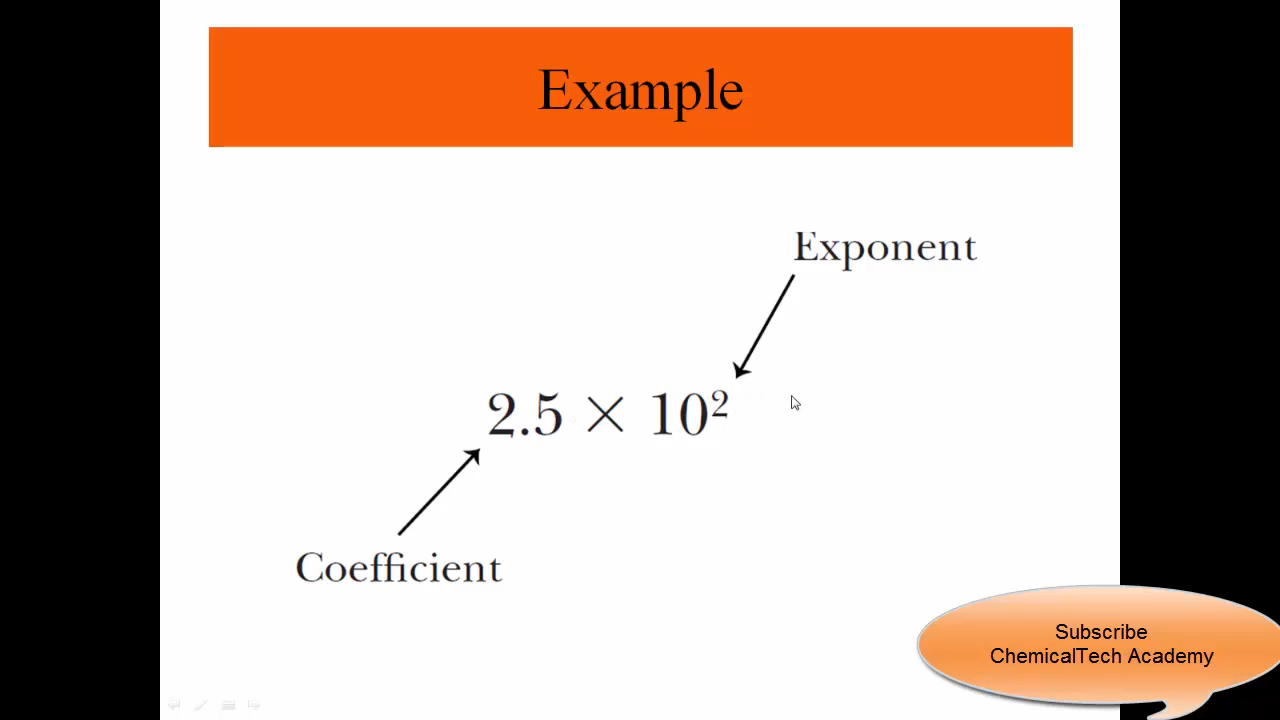 Example
Exponent
2.5 × 10²
Coefficient
Subscribe
ChemicalTech Academy